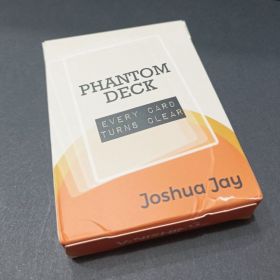 PHANTOM
DECK
EVERY CARD
TURNS CLEAR
Joshua Jay